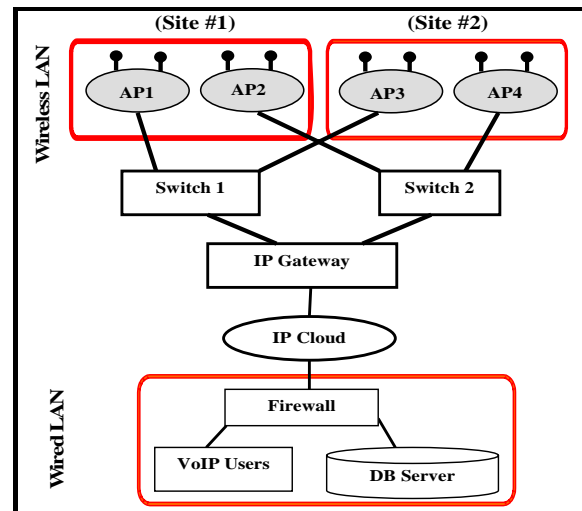 (Site #1) (Site #2)
Wireless LAN
AP1 AP2 AP3 AP4
Switch 1 Switch 2
IP Gateway
IP Cloud
Wired LAN
Firewall
VoIP Users DB Server